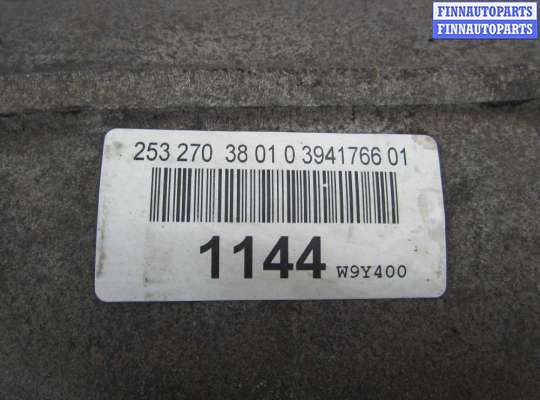 FINNAUTOPARTS
FINNAUTOPARTS
253 270 38 01 0 3941766 01
1144 W9Y400